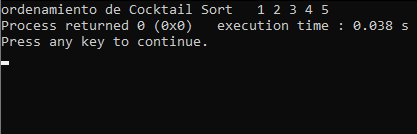 ordenamiento de Cocktail Sort   1 2 3 4 5
Process returned 0 (0x0)   execution time : 0.038 s
Press any key to continue.